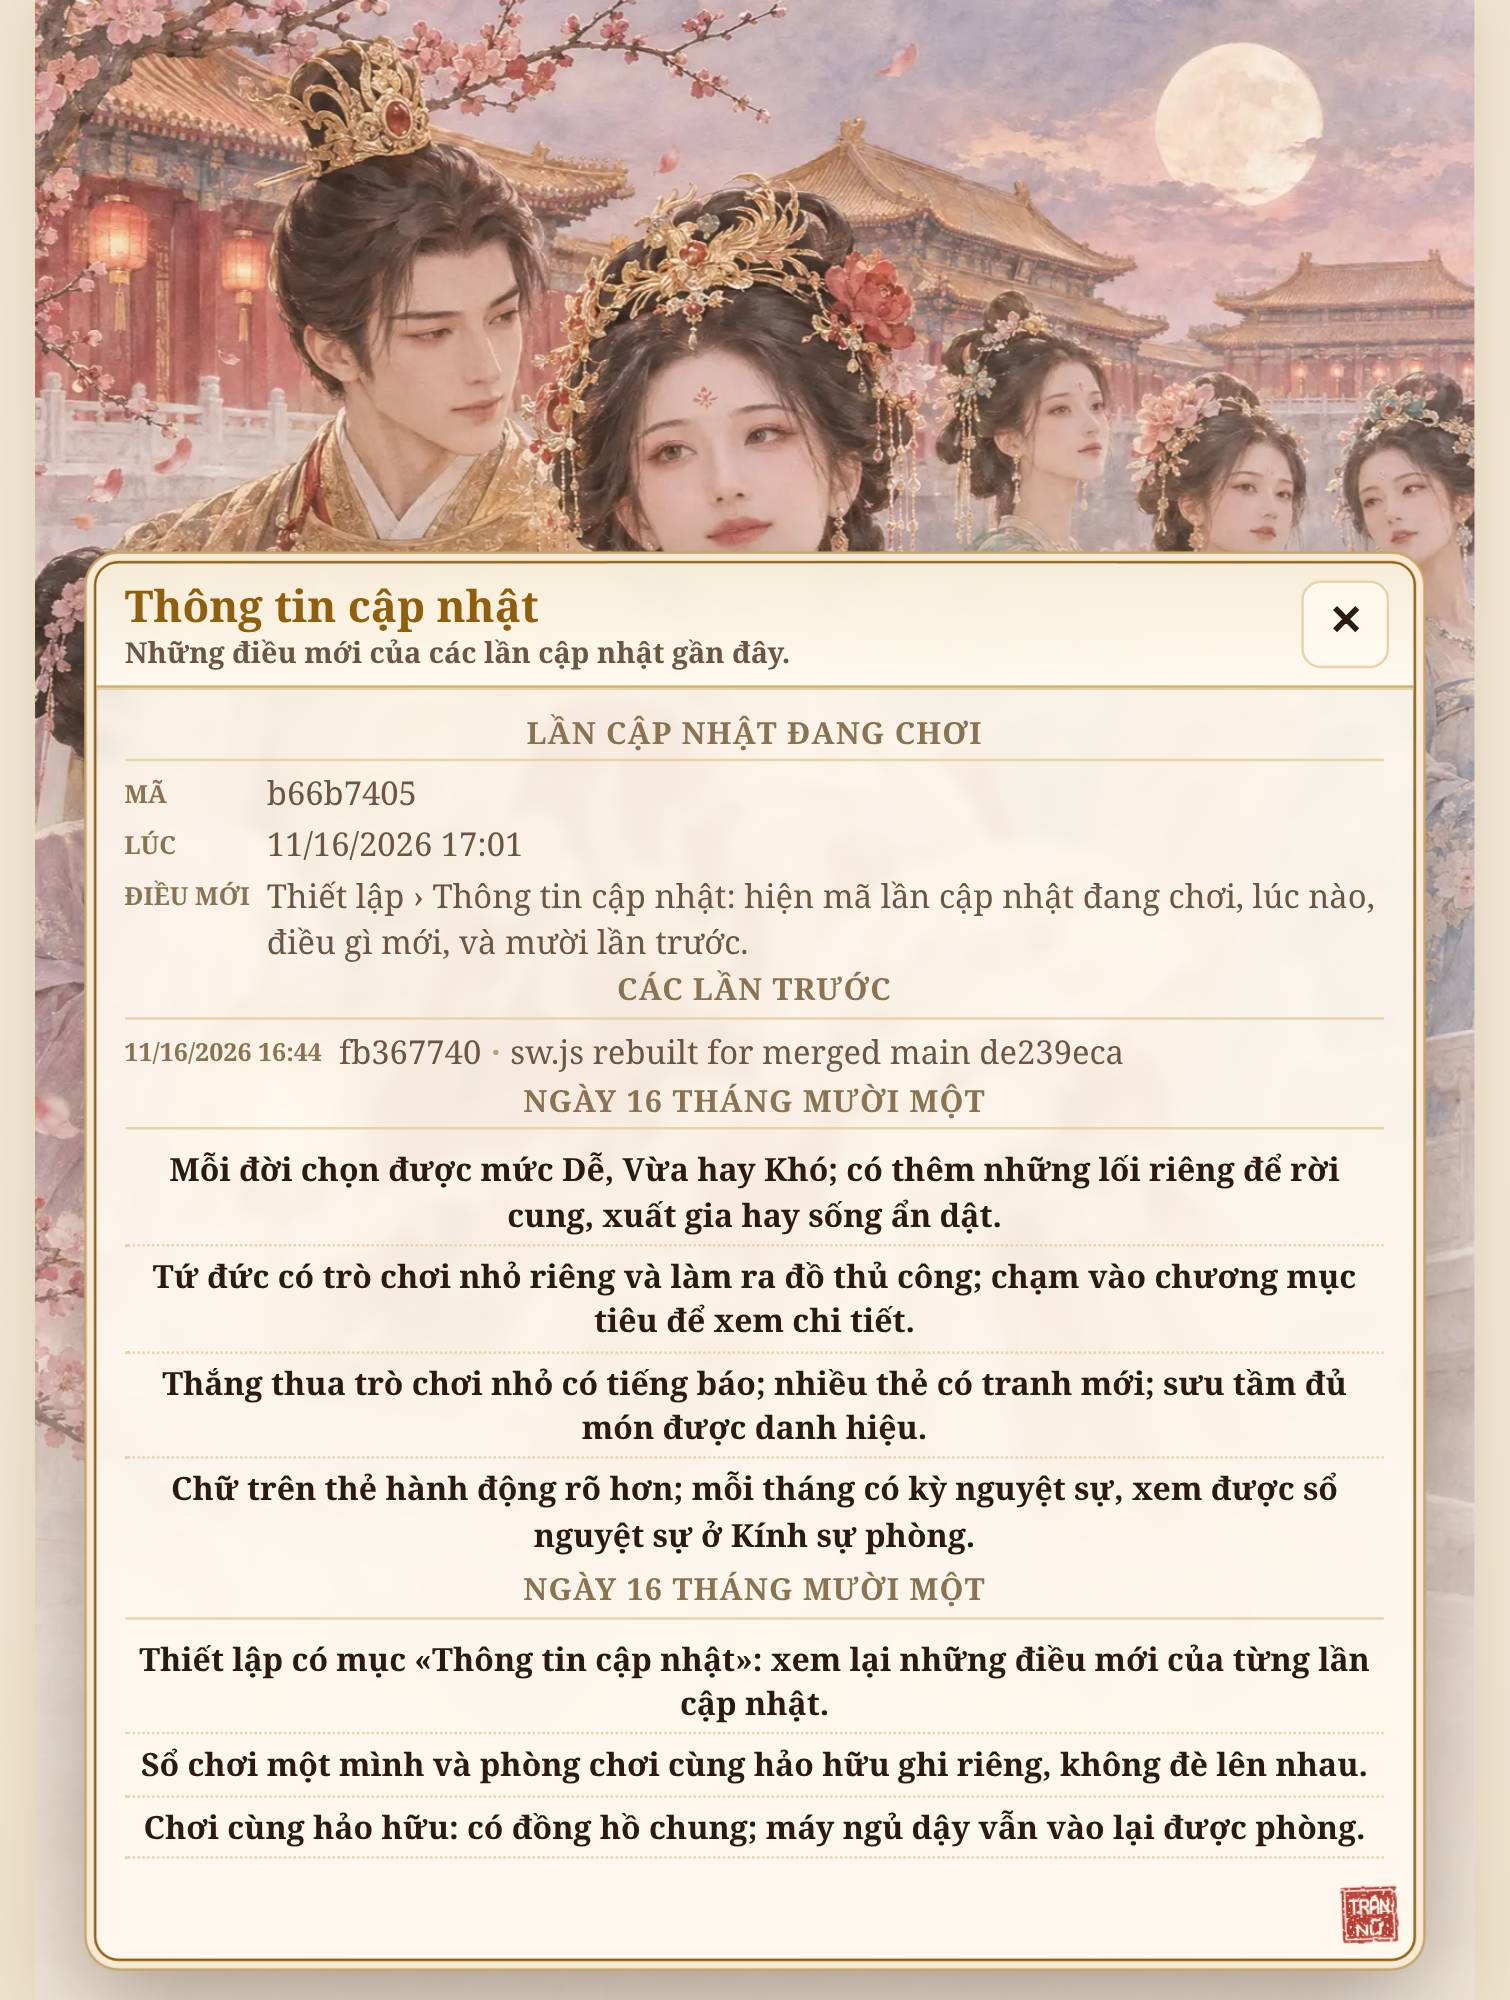 Thông tin cập nhật
Những điều mới của các lần cập nhật gần đây.
×
LẦN CẬP NHẬT ĐANG CHƠI
MÃ b66b7405
LÚC 11/16/2026 17:01
ĐIỀU MỚI Thiết lập › Thông tin cập nhật: hiện mã lần cập nhật đang chơi, lúc nào,
điều gì mới, và mười lần trước.
CÁC LẦN TRƯỚC
11/16/2026 16:44 fb367740 · sw.js rebuilt for merged main de239eca
NGÀY 16 THÁNG MƯỜI MỘT
Mỗi đời chọn được mức Dễ, Vừa hay Khó; có thêm những lối riêng để rời
cung, xuất gia hay sống ẩn dật.
Tứ đức có trò chơi nhỏ riêng và làm ra đồ thủ công; chạm vào chương mục
tiêu để xem chi tiết.
Thắng thua trò chơi nhỏ có tiếng báo; nhiều thẻ có tranh mới; sưu tầm đủ
món được danh hiệu.
Chữ trên thẻ hành động rõ hơn; mỗi tháng có kỳ nguyệt sự, xem được sổ
nguyệt sự ở Kính sự phòng.
NGÀY 16 THÁNG MƯỜI MỘT
Thiết lập có mục «Thông tin cập nhật»: xem lại những điều mới của từng lần
cập nhật.
Sổ chơi một mình và phòng chơi cùng hảo hữu ghi riêng, không đè lên nhau.
Chơi cùng hảo hữu: có đồng hồ chung; máy ngủ dậy vẫn vào lại được phòng.
TRÂN
NỮ